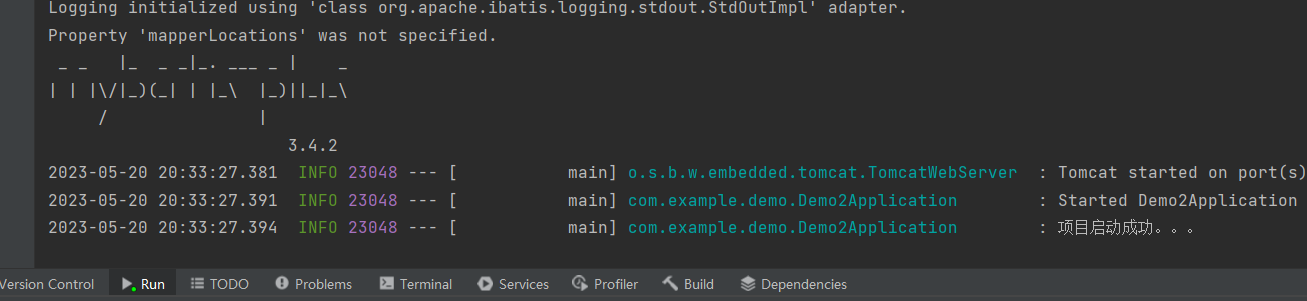 Logging initialized using 'class org.apache.ibatis.logging.stdout.StdOutImpl' adapter.
Property 'mapperLocations' was not specified.
 _ _   |_  _ _|_. ___ _ |    _
| | |\/|_)(_| | |_\  |_)||_|_\
     /               |
                        3.4.2
2023-05-20 20:33:27.381  INFO 23048 --- [           main] o.s.b.w.embedded.tomcat.TomcatWebServer  : Tomcat started on port(s)
2023-05-20 20:33:27.391  INFO 23048 --- [           main] com.example.demo.Demo2Application        : Started Demo2Application
2023-05-20 20:33:27.394  INFO 23048 --- [           main] com.example.demo.Demo2Application        : 项目启动成功。。。
Version Control Run TODO Problems Terminal Services Profiler Build Dependencies